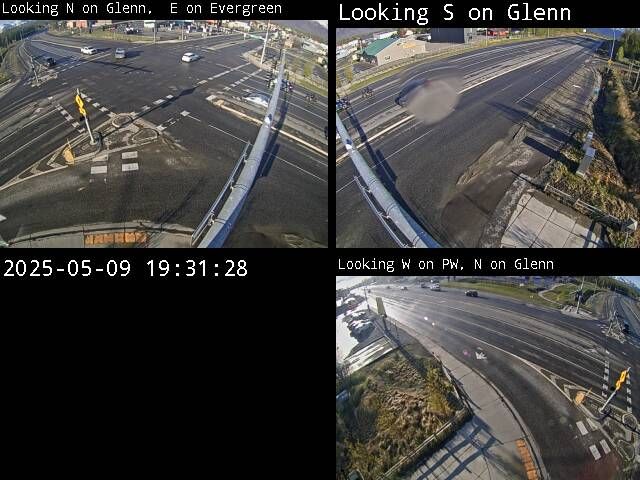 Looking N on Glenn, E on Evergreen
Looking S on Glenn
2025-05-09 19:31:28
Looking W on PW, N on Glenn